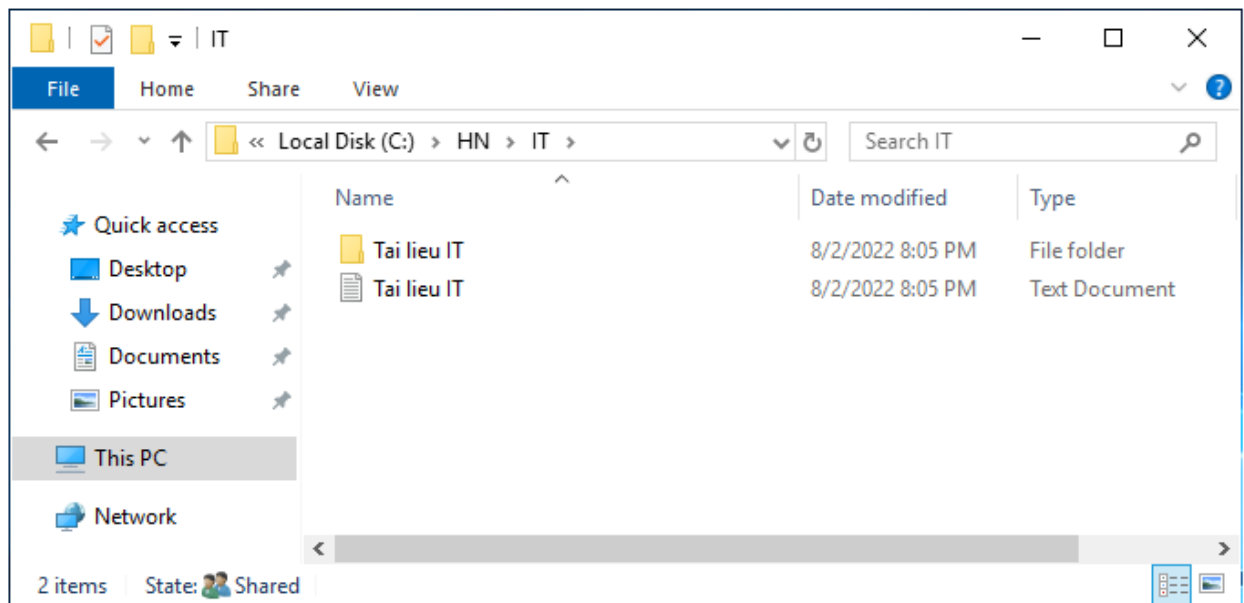 IT
File Home Share View
« Local Disk (C:) > HN > IT > Search IT
Name Date modified Type
Quick access
Tai lieu IT 8/2/2022 8:05 PM File folder
Desktop
Tai lieu IT 8/2/2022 8:05 PM Text Document
Downloads
Documents
Pictures
This PC
Network
2 items State: Shared